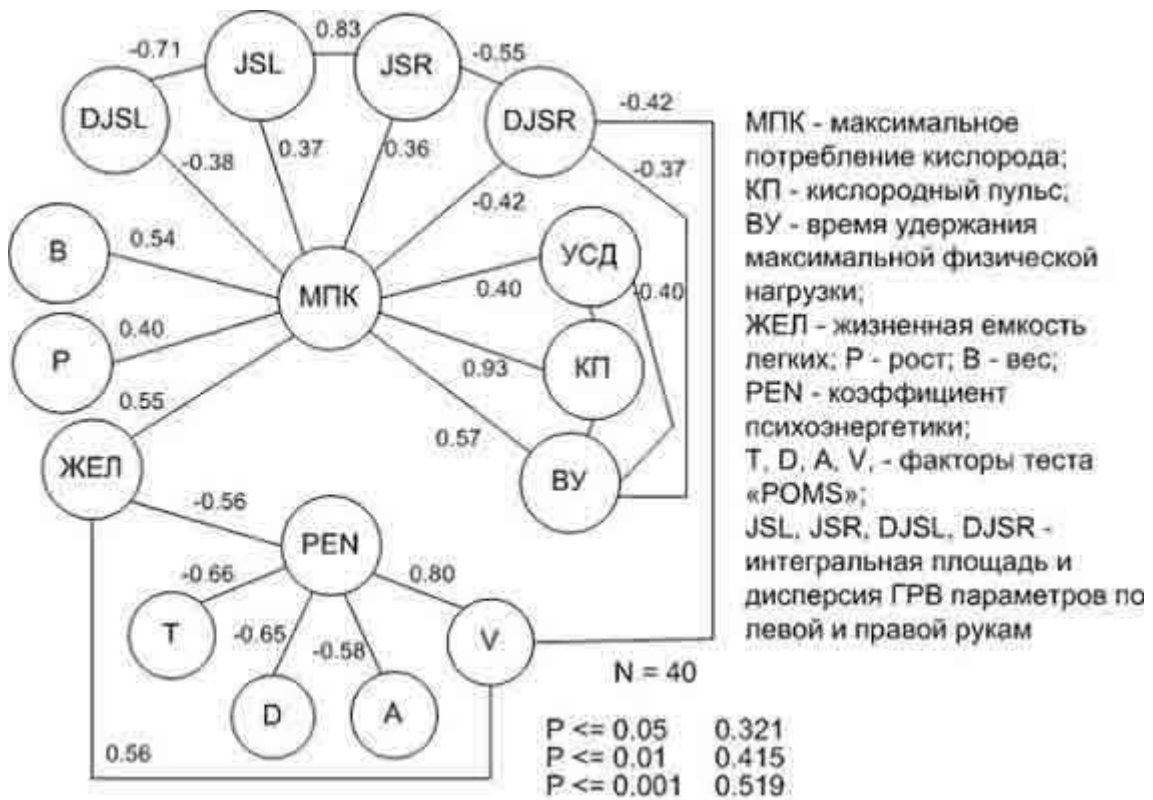 0.83
-0.71
JSL
JSR
-0.55
DJSL
DJSR
-0.42
-0.38
0.37
0.36
-0.37
-0.42
В
0.54
УСД
МПК
0.40
-0.40
Р
0.40
КП
0.93
0.55
0.57
ЖЕЛ
ВУ
-0.56
PEN
-0.66
0.80
T
-0.65
-0.58
V
D
A
0.56
N = 40
P <= 0.05 0.321
P <= 0.01 0.415
P <= 0.001 0.519
МПК - максимальное
потребление кислорода;
КП - кислородный пульс;
ВУ - время удержания
максимальной физической
нагрузки;
ЖЕЛ - жизненная емкость
легких; Р - рост; В - вес;
PEN - коэффициент
психоэнергетики;
T, D, A, V, - факторы теста
«POMS»;
JSL, JSR, DJSL, DJSR -
интегральная площадь и
дисперсия ГРВ параметров по
левой и правой рукам